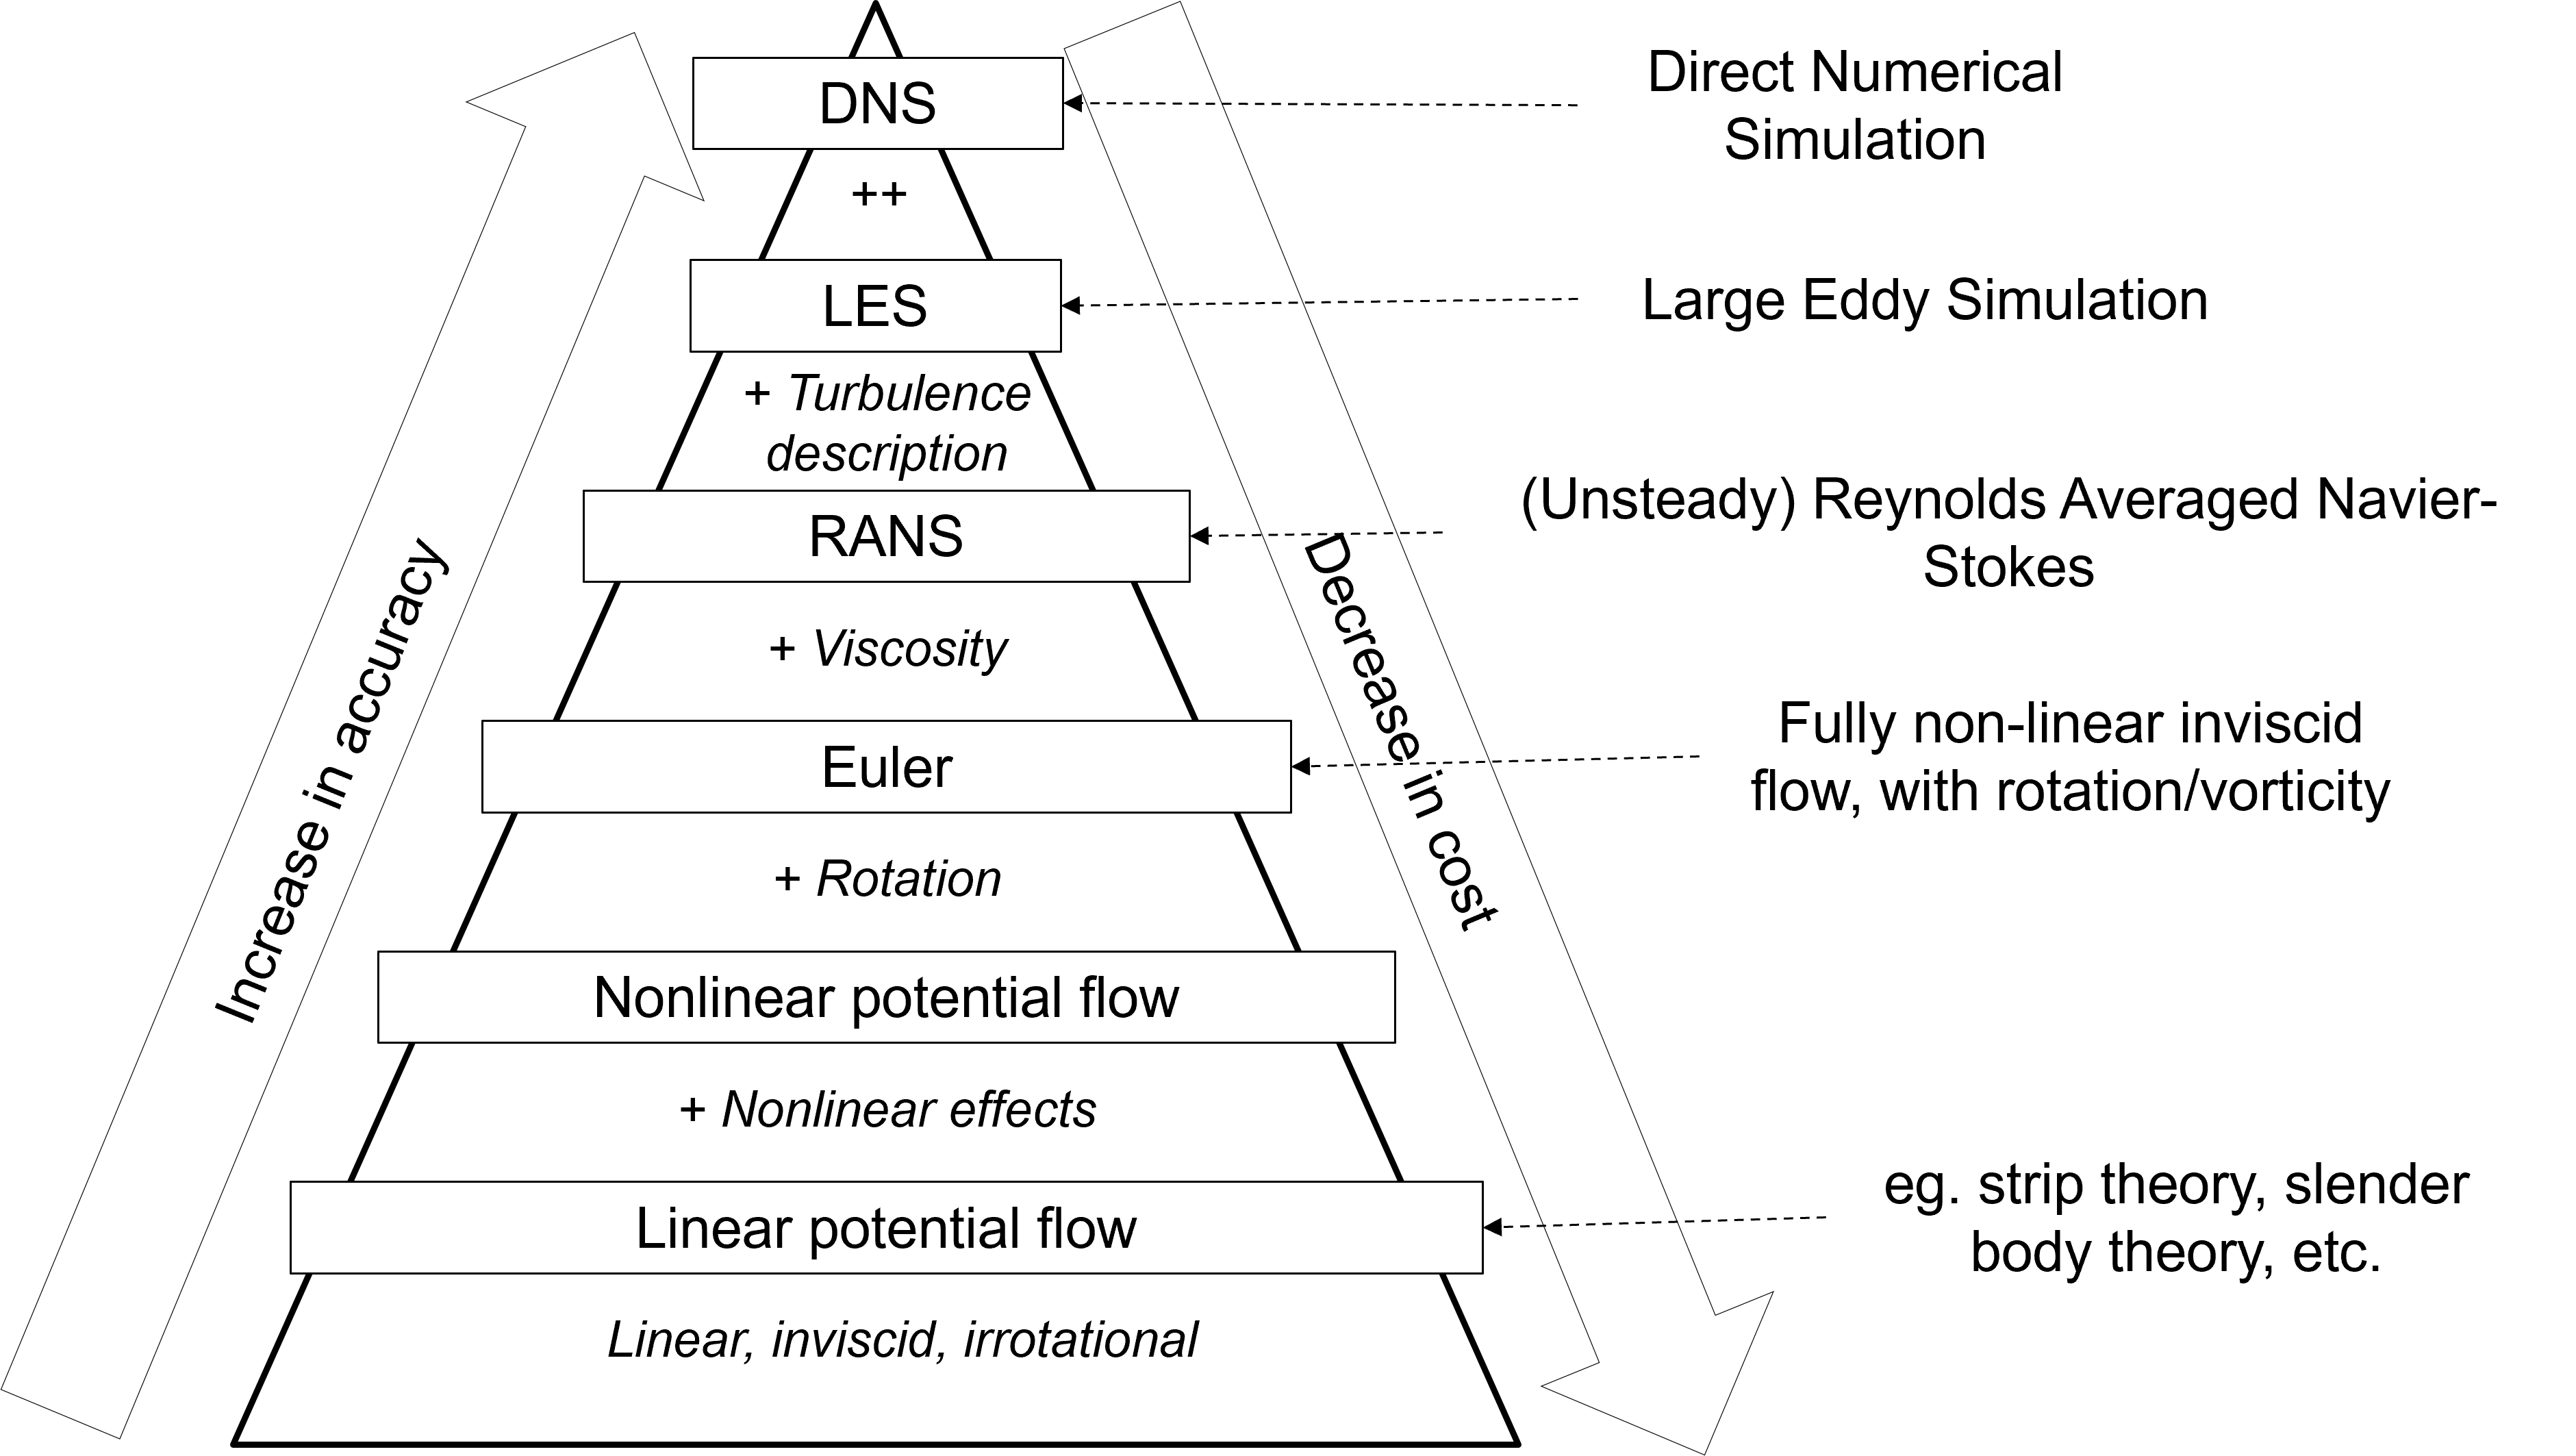 DNS
Direct Numerical
Simulation
++
LES
Large Eddy Simulation
+ Turbulence
description
RANS
(Unsteady) Reynolds Averaged Navier-
Stokes
+ Viscosity
Euler
Fully non-linear inviscid
flow, with rotation/vorticity
+ Rotation
Nonlinear potential flow
+ Nonlinear effects
Linear potential flow
eg. strip theory, slender
body theory, etc.
Linear, inviscid, irrotational
Increase in accuracy
Decrease in cost